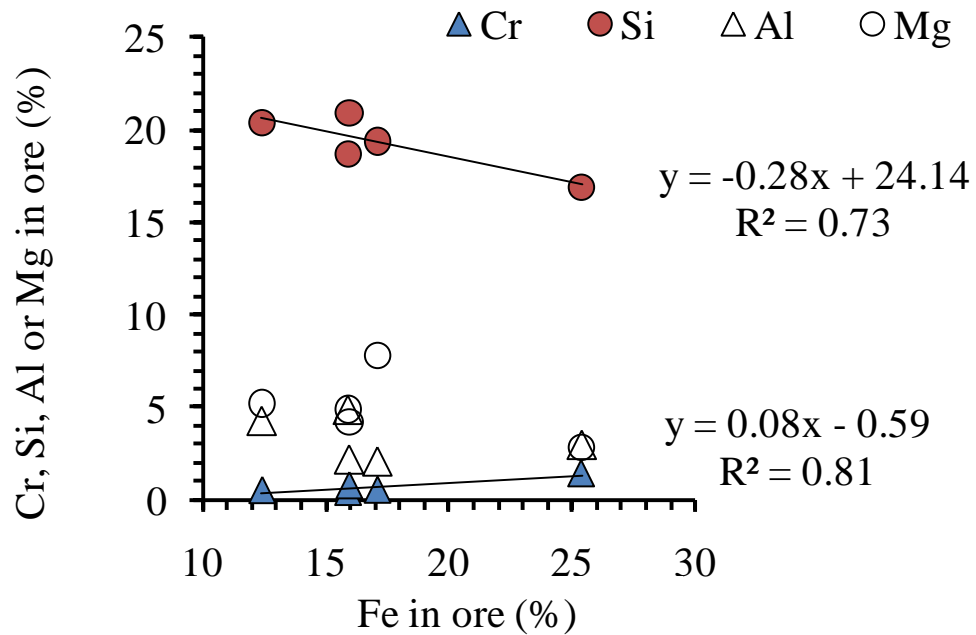 Cr Si Al Mg
25
20
15
10
5
0
10 15 20 25 30
Cr, Si, Al or Mg in ore (%)
Fe in ore (%)
y = -0.28x + 24.14
R² = 0.73
y = 0.08x - 0.59
R² = 0.81